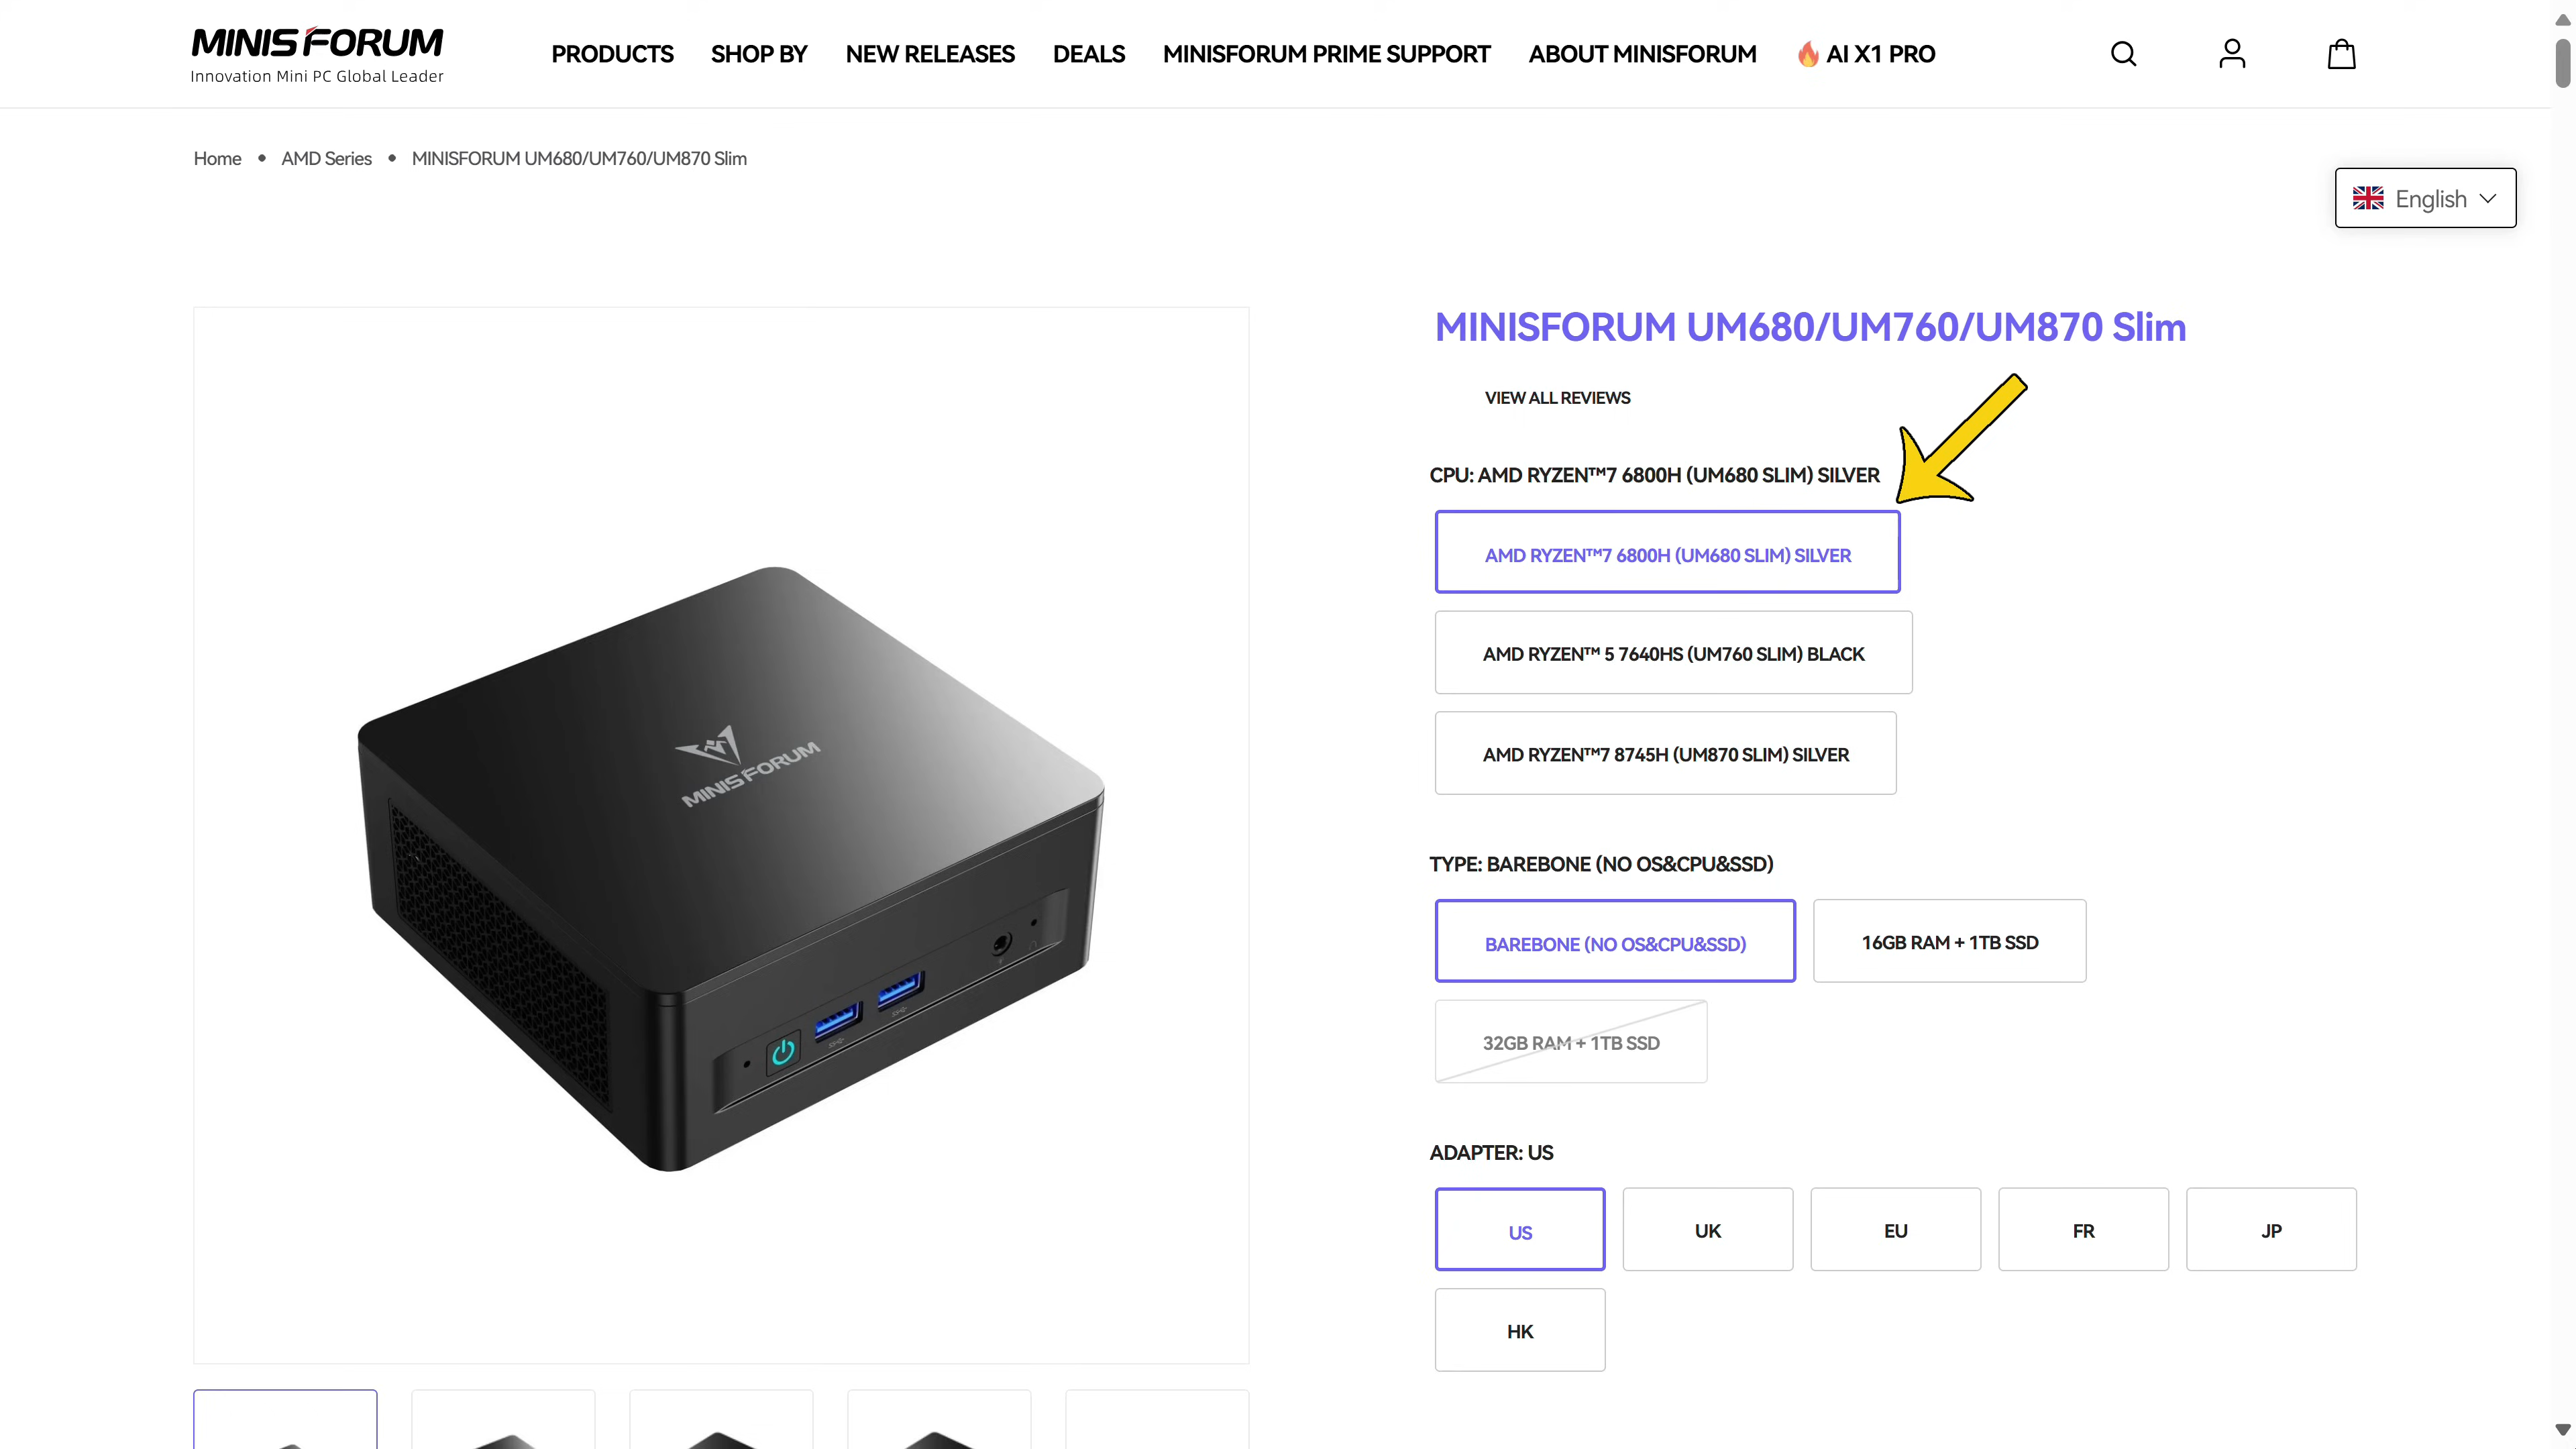 MINISFORUM
Innovation Mini PC Global Leader
PRODUCTS SHOP BY NEW RELEASES DEALS MINISFORUM PRIME SUPPORT ABOUT MINISFORUM 🔥 AI X1 PRO
Home • AMD Series • MINISFORUM UM680/UM760/UM870 Slim
English
MINISFORUM UM680/UM760/UM870 Slim
VIEW ALL REVIEWS
CPU: AMD RYZEN™7 6800H (UM680 SLIM) SILVER
AMD RYZEN™7 6800H (UM680 SLIM) SILVER
AMD RYZEN™ 5 7640HS (UM760 SLIM) BLACK
AMD RYZEN™7 8745H (UM870 SLIM) SILVER
MINISFORUM
TYPE: BAREBONE (NO OS&CPU&SSD)
BAREBONE (NO OS&CPU&SSD) 16GB RAM + 1TB SSD
32GB RAM + 1TB SSD
ADAPTER: US
US UK EU FR JP
HK